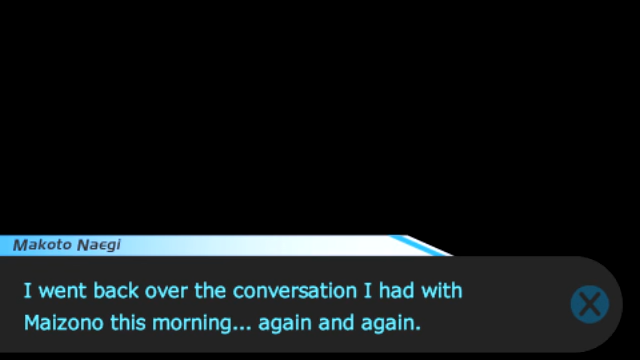 Makoto Naegi
I went back over the conversation I had with
Maizono this morning... again and again.